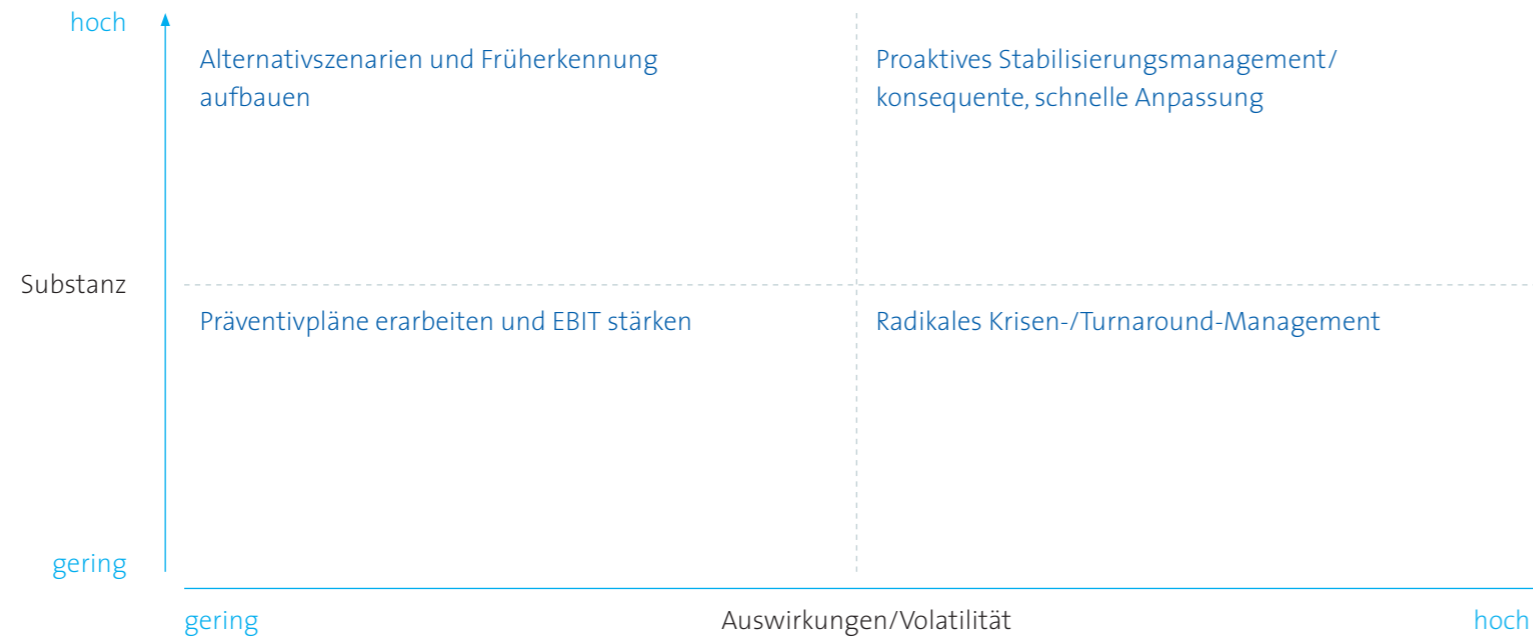 hoch
Alternativszenarien und Früherkennung
aufbauen
Proaktives Stabilisierungsmanagement/
konsequente, schnelle Anpassung
Substanz
Präventivpläne erarbeiten und EBIT stärken
Radikales Krisen-/Turnaround-Management
gering
gering
Auswirkungen/Volatilität
hoch